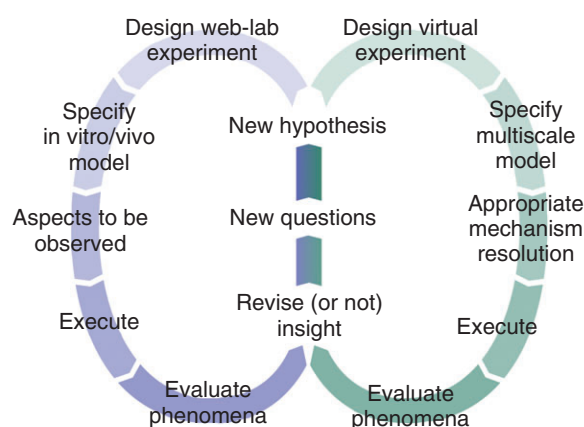 Design web-lab
experiment
Design virtual
experiment
Specify
in vitro/vivo
model
New hypothesis
Specify
multiscale
model
Aspects to be
observed
New questions
Appropriate
mechanism
resolution
Execute
Revise (or not)
insight
Execute
Evaluate
phenomena
Evaluate
phenomena